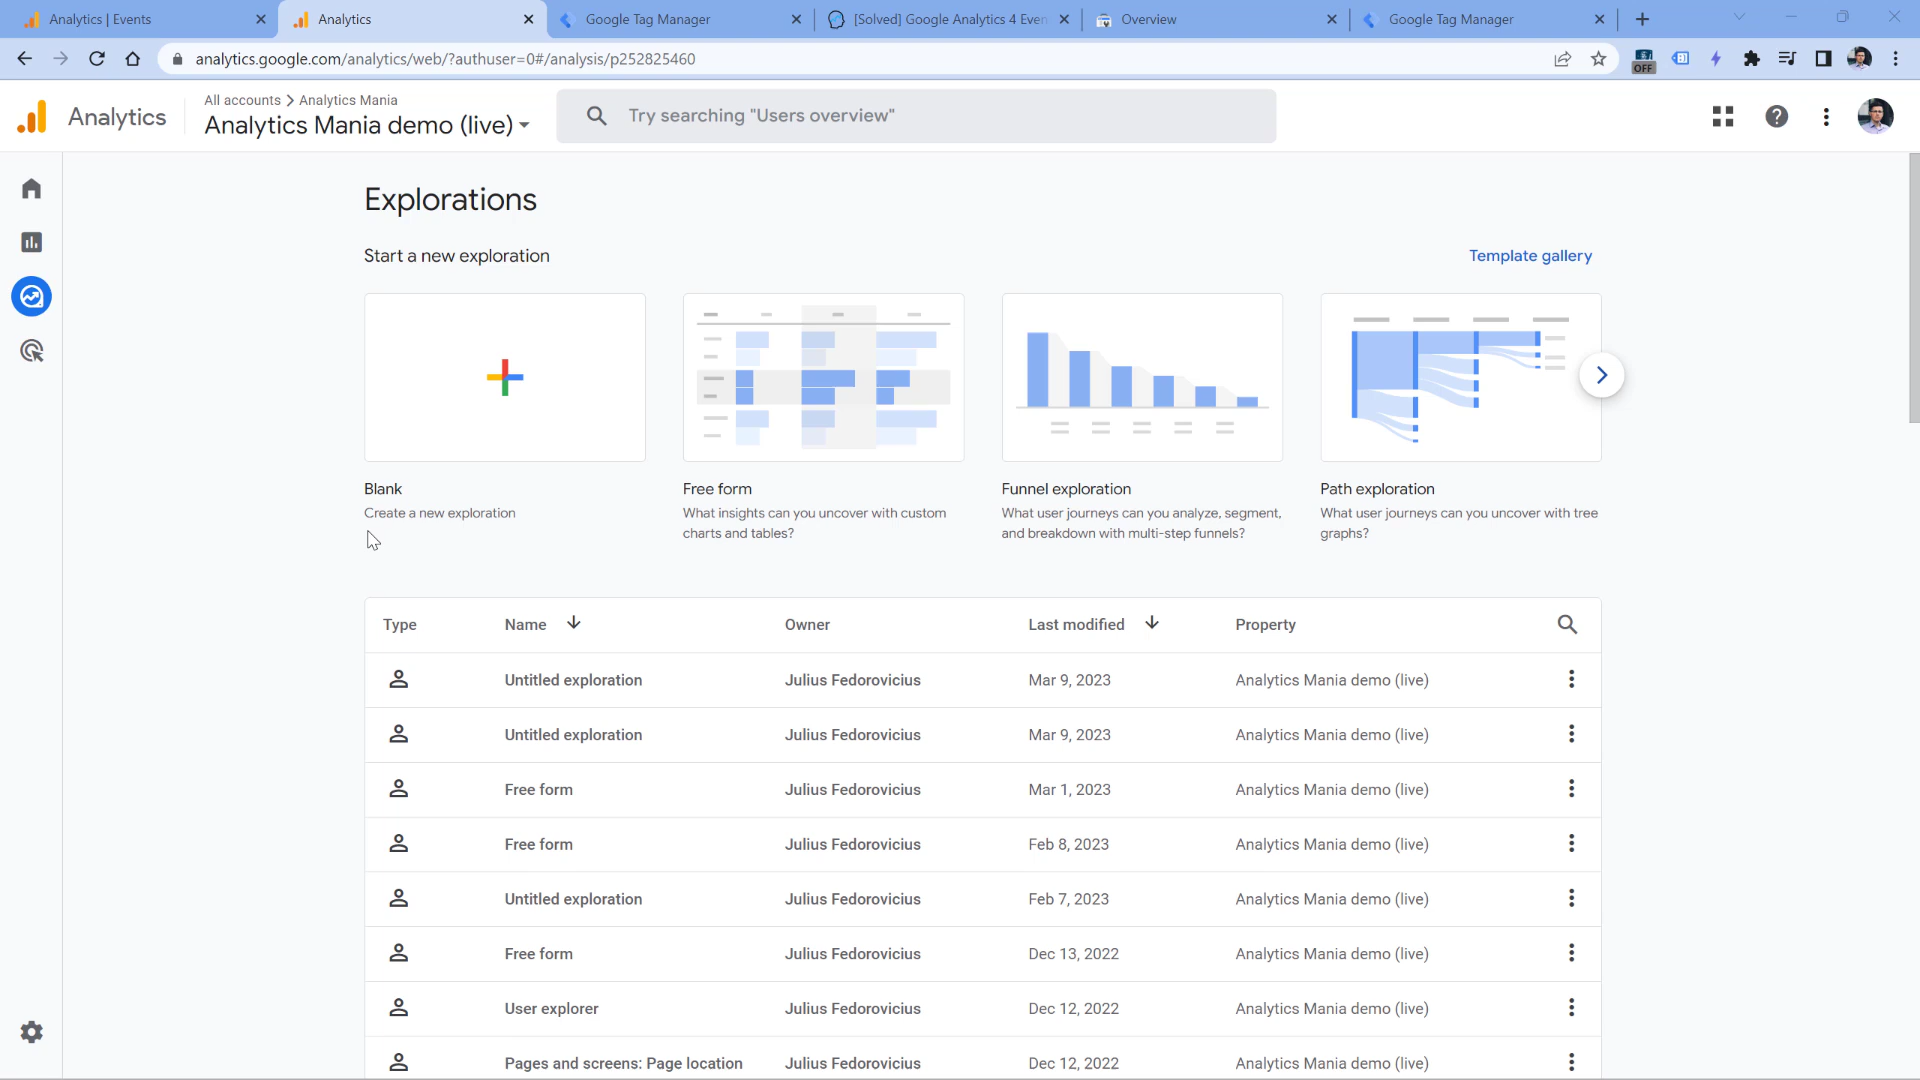 Analytics | Events
Analytics
Google Tag Manager
[Solved] Google Analytics 4 Even
Overview
Google Tag Manager
analytics.google.com/analytics/web/?authuser=0#/analysis/p252825460
OFF
Analytics
All accounts > Analytics Mania
Analytics Mania demo (live)
Try searching "Users overview"
Explorations
Start a new exploration
Template gallery
Blank
Create a new exploration
Free form
What insights can you uncover with custom
charts and tables?
Funnel exploration
What user journeys can you analyze, segment,
and breakdown with multi-step funnels?
Path exploration
What user journeys can you uncover with tree
graphs?
Type Name Owner Last modified Property
Untitled exploration Julius Fedorovicius Mar 9, 2023 Analytics Mania demo (live)
Untitled exploration Julius Fedorovicius Mar 9, 2023 Analytics Mania demo (live)
Free form Julius Fedorovicius Mar 1, 2023 Analytics Mania demo (live)
Free form Julius Fedorovicius Feb 8, 2023 Analytics Mania demo (live)
Untitled exploration Julius Fedorovicius Feb 7, 2023 Analytics Mania demo (live)
Free form Julius Fedorovicius Dec 13, 2022 Analytics Mania demo (live)
User explorer Julius Fedorovicius Dec 12, 2022 Analytics Mania demo (live)
Pages and screens: Page location Julius Fedorovicius Dec 12, 2022 Analytics Mania demo (live)